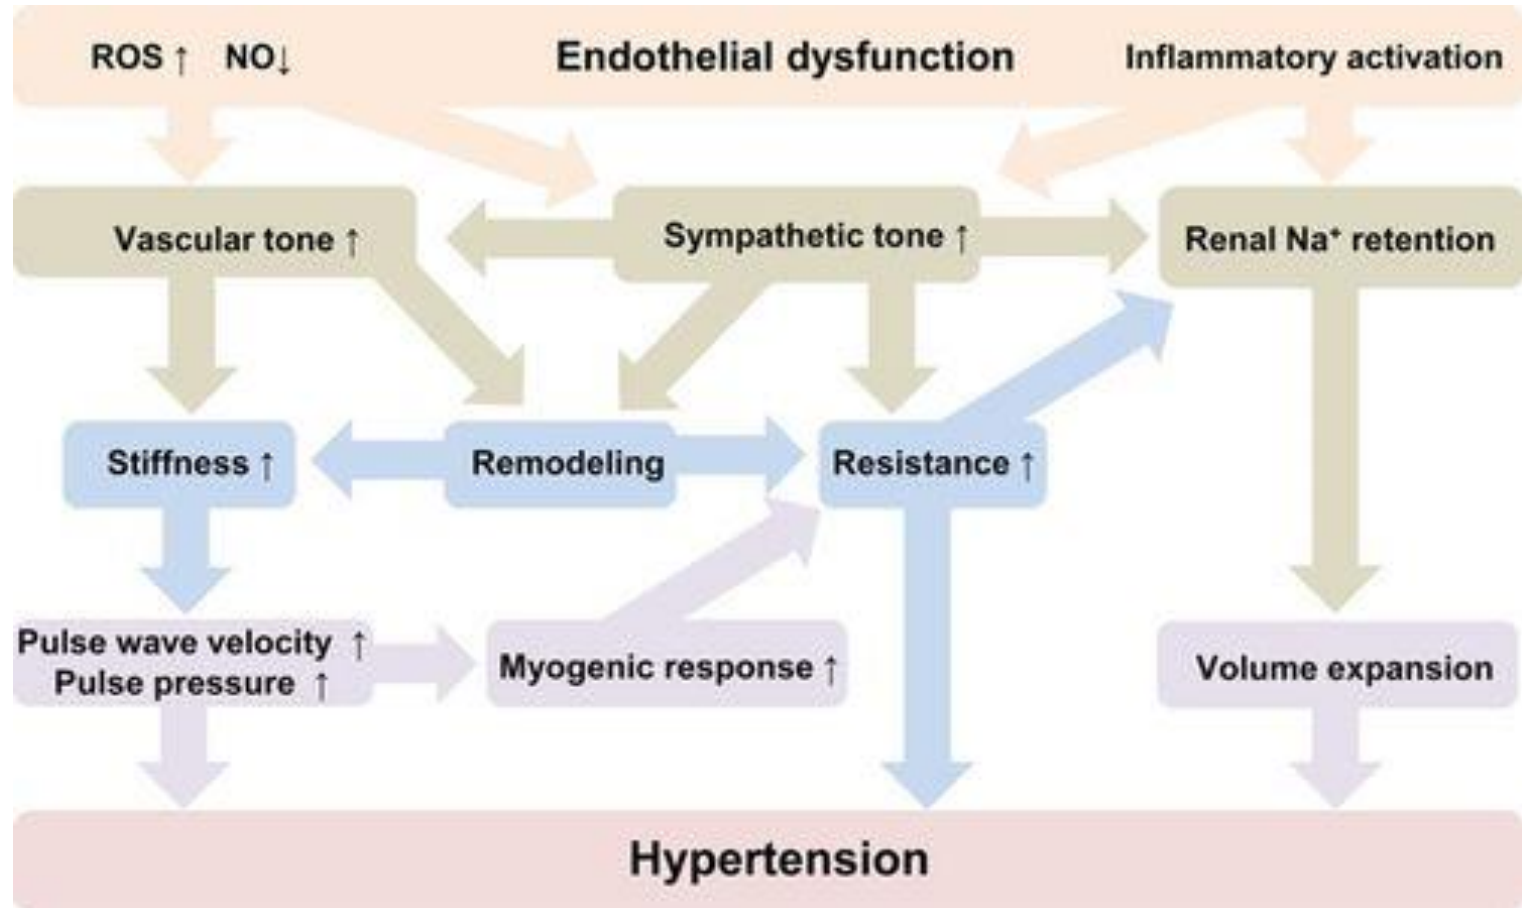 ROS ↑ NO↓ Endothelial dysfunction Inflammatory activation
Vascular tone ↑ Sympathetic tone ↑ Renal Na⁺ retention
Stiffness ↑ Remodeling Resistance ↑
Pulse wave velocity ↑
Pulse pressure ↑
Myogenic response ↑ Volume expansion
Hypertension